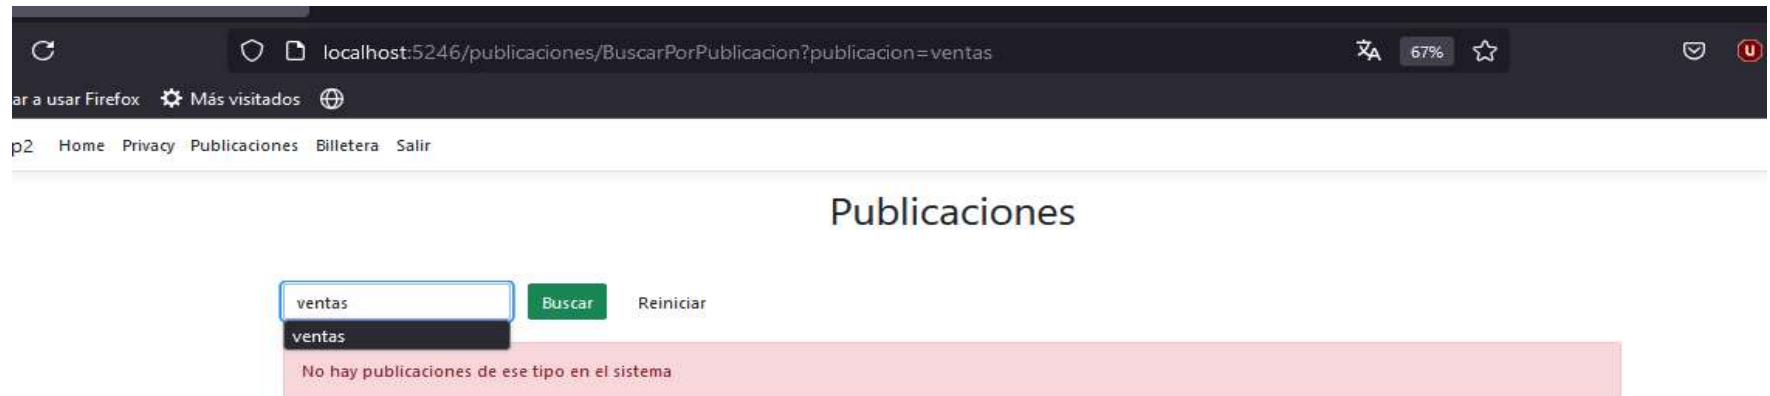 localhost:5246/publicaciones/BuscarPorPublicacion?publicacion=ventas 67%
ar a usar Firefox Más visitados
p2 Home Privacy Publicaciones Billetera Salir
Publicaciones
ventas Buscar Reiniciar
ventas
No hay publicaciones de ese tipo en el sistema